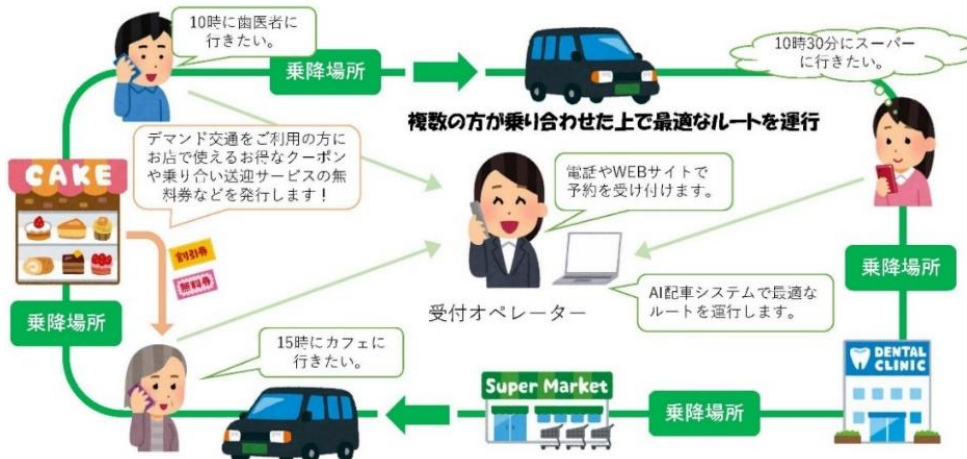 10時に歯医者に
行きたい。
乗降場所
10時30分にスーパー
に行きたい。
複数の方が乗り合わせた上で最適なルートを運行
デマンド交通をご利用の方に
お店で使えるお得なクーポン
や乗り合い送迎サービスの無
料券などを発行します！
CAKE
電話やWEBサイトで
予約を受け付けます。
割引券
無料券
乗降場所
乗降場所
受付オペレーター
AI配車システムで最適な
ルートを運行します。
15時にカフェに
行きたい。
Super Market
乗降場所
DENTAL
CLINIC